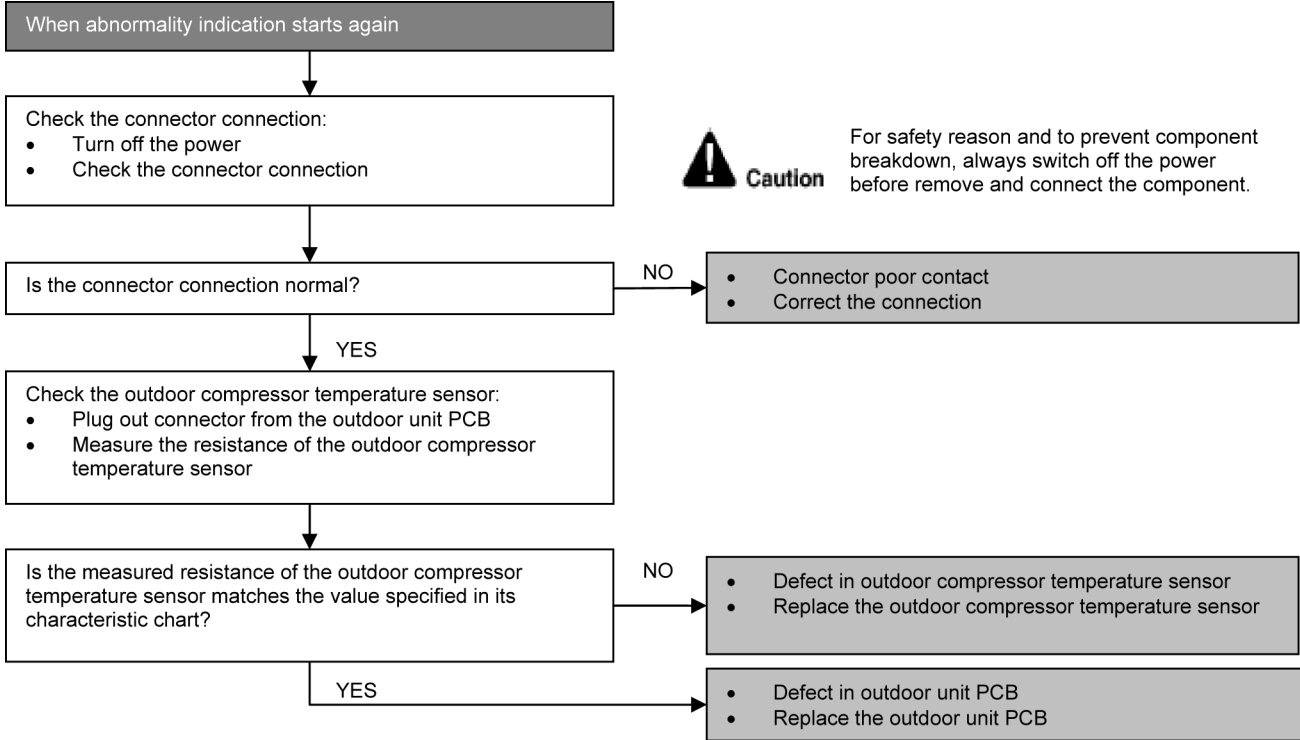 When abnormality indication starts again
Check the connector connection:
• Turn off the power
• Check the connector connection
For safety reason and to prevent component
breakdown, always switch off the power
before remove and connect the component.
Caution
Is the connector connection normal?
NO
• Connector poor contact
• Correct the connection
YES
Check the outdoor compressor temperature sensor:
• Plug out connector from the outdoor unit PCB
• Measure the resistance of the outdoor compressor
temperature sensor
Is the measured resistance of the outdoor compressor
temperature sensor matches the value specified in its
characteristic chart?
NO
• Defect in outdoor compressor temperature sensor
• Replace the outdoor compressor temperature sensor
YES
• Defect in outdoor unit PCB
• Replace the outdoor unit PCB